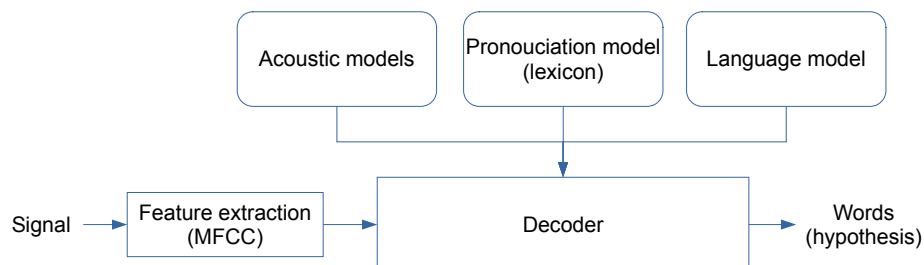 Acoustic models
Pronouciation model
(lexicon)
Language model
Signal
Feature extraction
(MFCC)
Decoder
Words
(hypothesis)